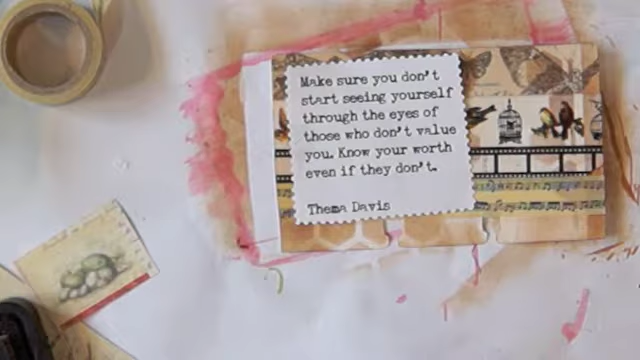 Make sure you don't
start seeing yourself
through the eyes of
those who don't value
you. Know your worth
even if they don't.
Thema Davis